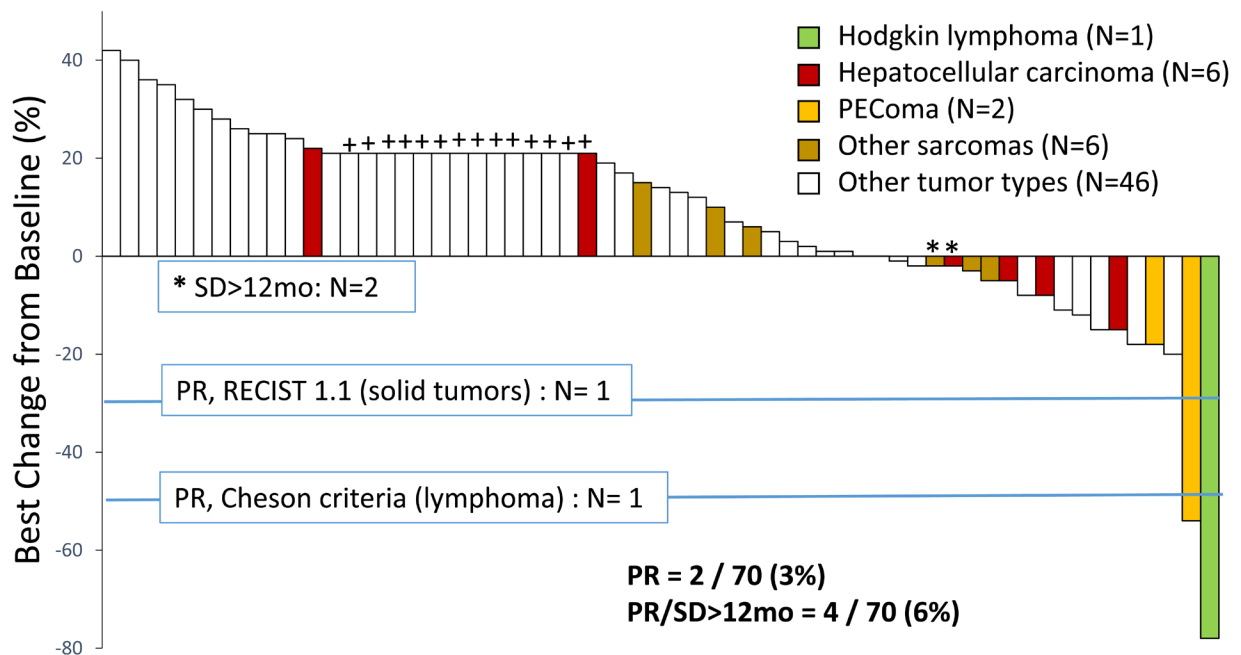 Best Change from Baseline (%)
40
20
0
-20
-40
-60
-80
Hodgkin lymphoma (N=1)
Hepatocellular carcinoma (N=6)
PEComa (N=2)
Other sarcomas (N=6)
Other tumor types (N=46)
++++++++++++++
**
* SD>12mo: N=2
PR, RECIST 1.1 (solid tumors) : N= 1
PR, Cheson criteria (lymphoma) : N= 1
PR = 2 / 70 (3%)
PR/SD>12mo = 4 / 70 (6%)